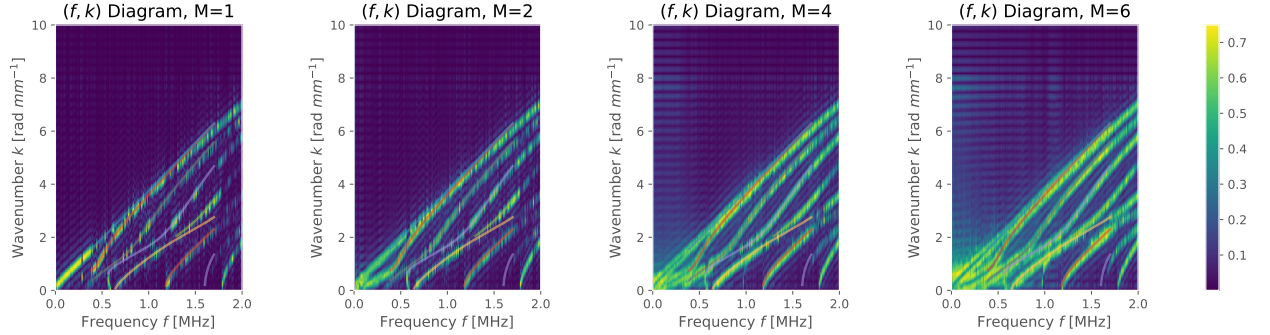 (f, k) Diagram, M=1
(f, k) Diagram, M=2
(f, k) Diagram, M=4
(f, k) Diagram, M=6
Wavenumber k [rad mm⁻¹]
10
8
6
4
2
0
0.0 0.5 1.0 1.5 2.0
Frequency f [MHz]
Wavenumber k [rad mm⁻¹]
10
8
6
4
2
0
0.0 0.5 1.0 1.5 2.0
Frequency f [MHz]
Wavenumber k [rad mm⁻¹]
10
8
6
4
2
0
0.0 0.5 1.0 1.5 2.0
Frequency f [MHz]
Wavenumber k [rad mm⁻¹]
10
8
6
4
2
0
0.0 0.5 1.0 1.5 2.0
Frequency f [MHz]
0.7
0.6
0.5
0.4
0.3
0.2
0.1